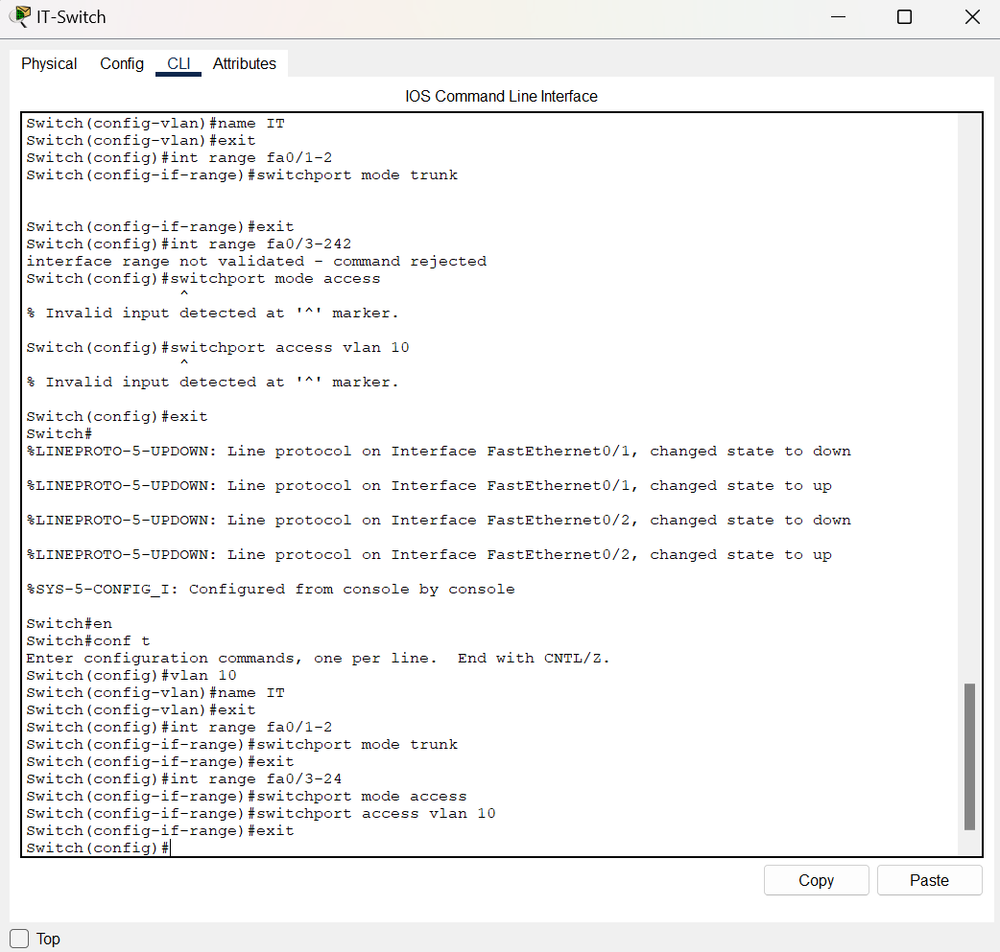 IT-Switch
Physical Config CLI Attributes
IOS Command Line Interface
Switch(config-vlan)#name IT
Switch(config-vlan)#exit
Switch(config)#int range fa0/1-2
Switch(config-if-range)#switchport mode trunk
Switch(config-if-range)#exit
Switch(config)#int range fa0/3-242
interface range not validated - command rejected
Switch(config)#switchport mode access
^
% Invalid input detected at '^' marker.
Switch(config)#switchport access vlan 10
^
% Invalid input detected at '^' marker.
Switch(config)#exit
Switch#
%LINEPROTO-5-UPDOWN: Line protocol on Interface FastEthernet0/1, changed state to down
%LINEPROTO-5-UPDOWN: Line protocol on Interface FastEthernet0/1, changed state to up
%LINEPROTO-5-UPDOWN: Line protocol on Interface FastEthernet0/2, changed state to down
%LINEPROTO-5-UPDOWN: Line protocol on Interface FastEthernet0/2, changed state to up
%SYS-5-CONFIG_I: Configured from console by console
Switch#en
Switch#conf t
Enter configuration commands, one per line.  End with CNTL/Z.
Switch(config)#vlan 10
Switch(config-vlan)#name IT
Switch(config-vlan)#exit
Switch(config)#int range fa0/1-2
Switch(config-if-range)#switchport mode trunk
Switch(config-if-range)#exit
Switch(config)#int range fa0/3-24
Switch(config-if-range)#switchport mode access
Switch(config-if-range)#switchport access vlan 10
Switch(config-if-range)#exit
Switch(config)#
Copy Paste
Top